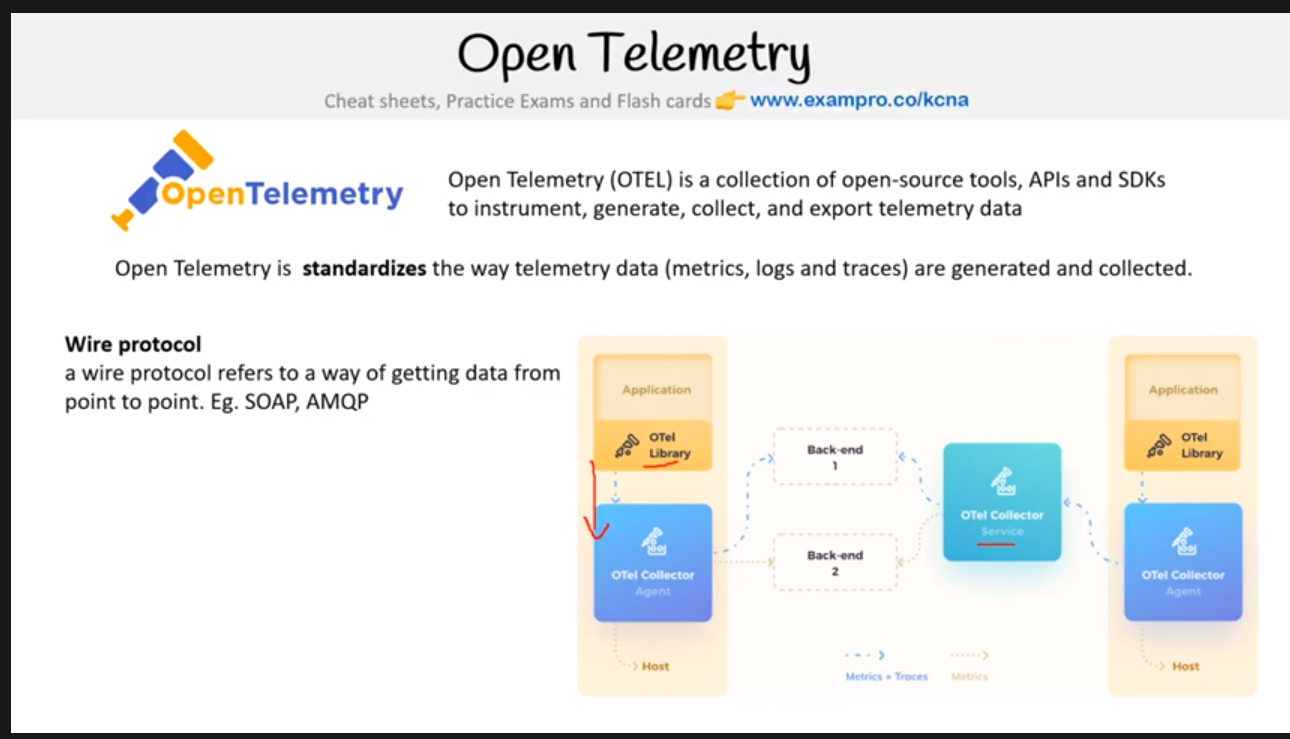 Open Telemetry
Cheat sheets, Practice Exams and Flash cards 👉 www.exampro.co/kcna
OpenTelemetry
Open Telemetry (OTEL) is a collection of open-source tools, APIs and SDKs
to instrument, generate, collect, and export telemetry data
Open Telemetry is standardizes the way telemetry data (metrics, logs and traces) are generated and collected.
Wire protocol
a wire protocol refers to a way of getting data from
point to point. Eg. SOAP, AMQP
Application
OTel
Library
OTel Collector
Agent
Host
Back-end
1
Back-end
2
OTel Collector
Service
Metrics + Traces
Metrics
Application
OTel
Library
OTel Collector
Agent
Host